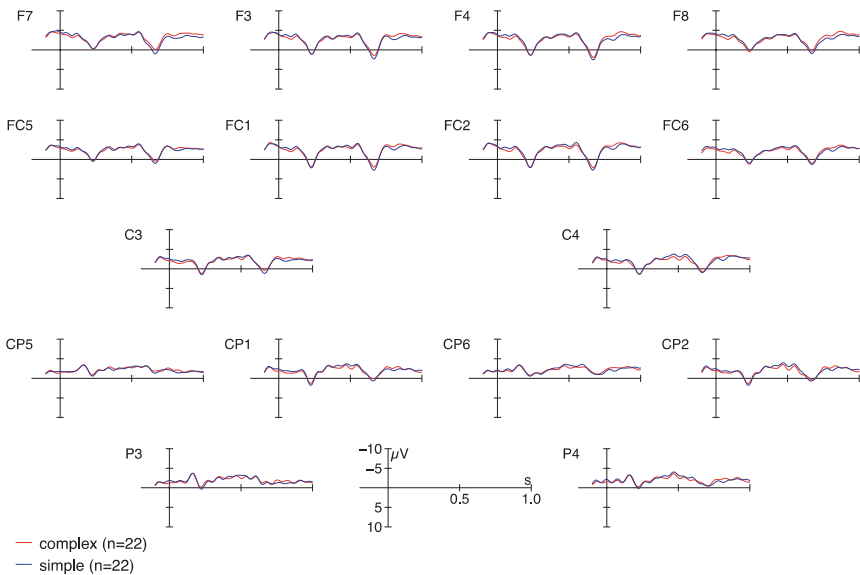 F7 F3 F4 F8
FC5 FC1 FC2 FC6
C3 C4
CP5 CP1 CP6 CP2
P3 P4
−10
−5 µV
s
0.5 1.0
5
10
complex (n=22)
simple (n=22)